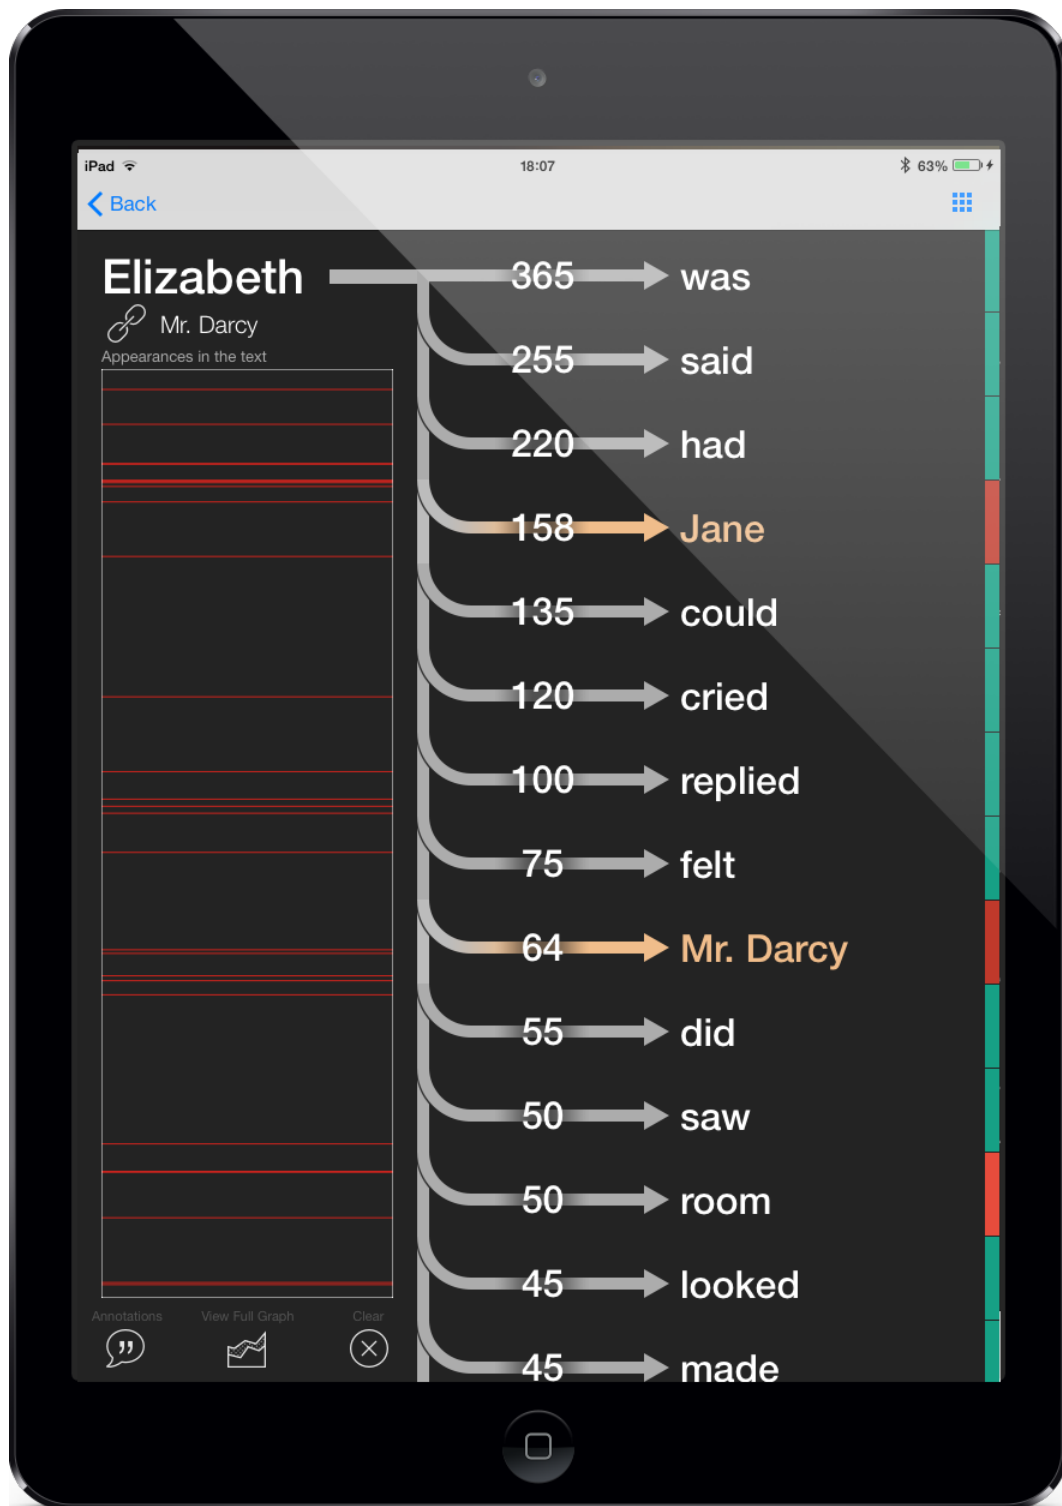 iPad 18:07 63%
Back
Elizabeth
Mr. Darcy
Appearances in the text
365 was
255 said
220 had
158 Jane
135 could
120 cried
100 replied
75 felt
64 Mr. Darcy
55 did
50 saw
50 room
45 looked
45 made
Annotations View Full Graph Clear